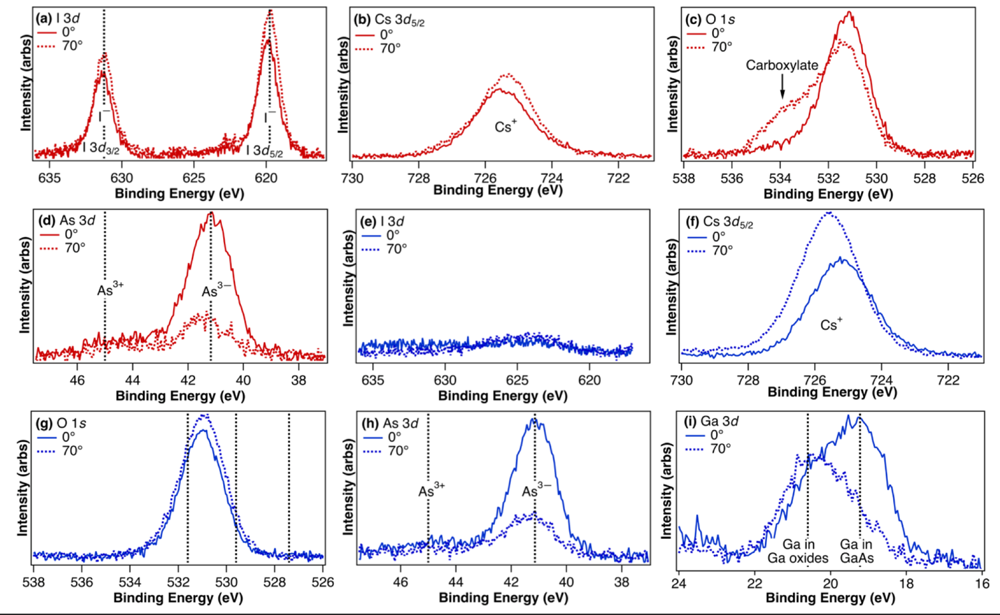 (a) I 3d
0°
70°
I⁻
I⁻
I 3d3/2
I 3d5/2
635 630 625 620
Binding Energy (eV)
Intensity (arbs)
(b) Cs 3d5/2
0°
70°
Cs⁺
730 728 726 724 722
Binding Energy (eV)
Intensity (arbs)
(c) O 1s
0°
70°
Carboxylate
538 536 534 532 530 528 526
Binding Energy (eV)
Intensity (arbs)
(d) As 3d
0°
70°
As³⁺
As³⁻
46 44 42 40 38
Binding Energy (eV)
Intensity (arbs)
(e) I 3d
0°
70°
635 630 625 620
Binding Energy (eV)
Intensity (arbs)
(f) Cs 3d5/2
0°
70°
Cs⁺
730 728 726 724 722
Binding Energy (eV)
Intensity (arbs)
(g) O 1s
0°
70°
538 536 534 532 530 528 526
Binding Energy (eV)
Intensity (arbs)
(h) As 3d
0°
70°
As³⁺
As³⁻
46 44 42 40 38
Binding Energy (eV)
Intensity (arbs)
(i) Ga 3d
0°
70°
Ga in
Ga oxides
Ga in
GaAs
24 22 20 18 16
Binding Energy (eV)
Intensity (arbs)